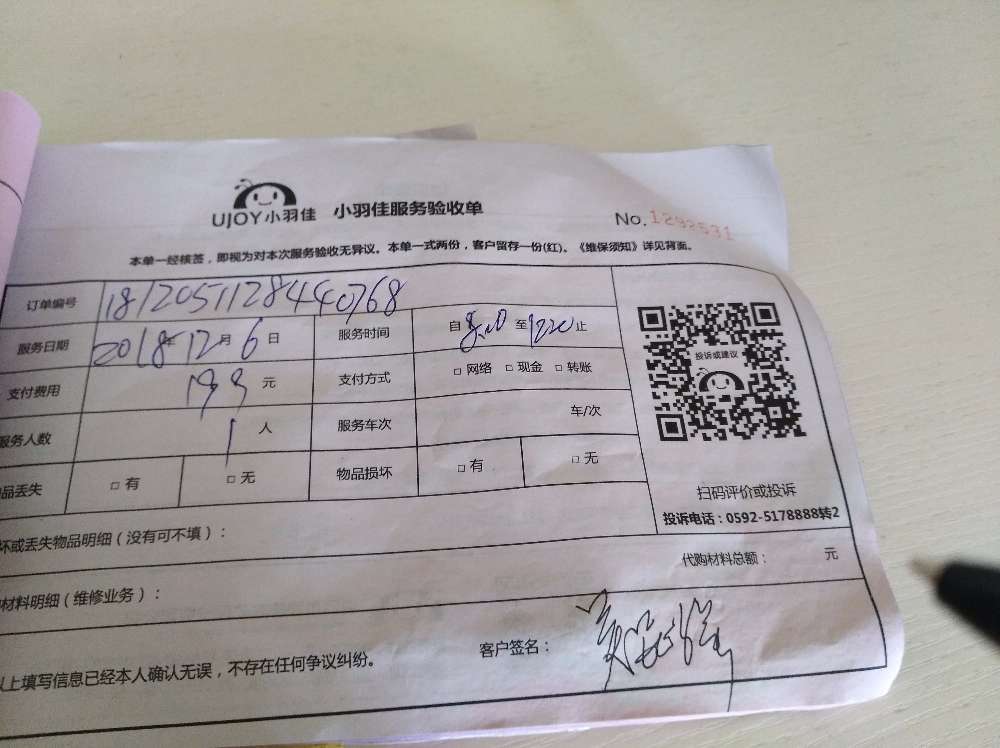 UJOY小羽佳 小羽佳服务验收单 No.1292531
本单一经核签，即视为对本次服务验收无异议。本单一式两份，客户留存一份(红)、《维保须知》详见背面。
订单编号 181205112844 0768
服务日期 2018年12月6日 服务时间 自 至 止
支付费用 199元 支付方式 □网络 □现金 □转账
服务人数 1人 服务车次 车/次
品丢失 □有 □无 物品损坏 □有 □无
投诉或建议
扫码评价或投诉
投诉电话：0592-5178888转2
坏或丢失物品明细（没有可不填）：
代购材料总额： 元
材料明细（维修业务）：
上填写信息已经本人确认无误，不存在任何争议纠纷。 客户签名：